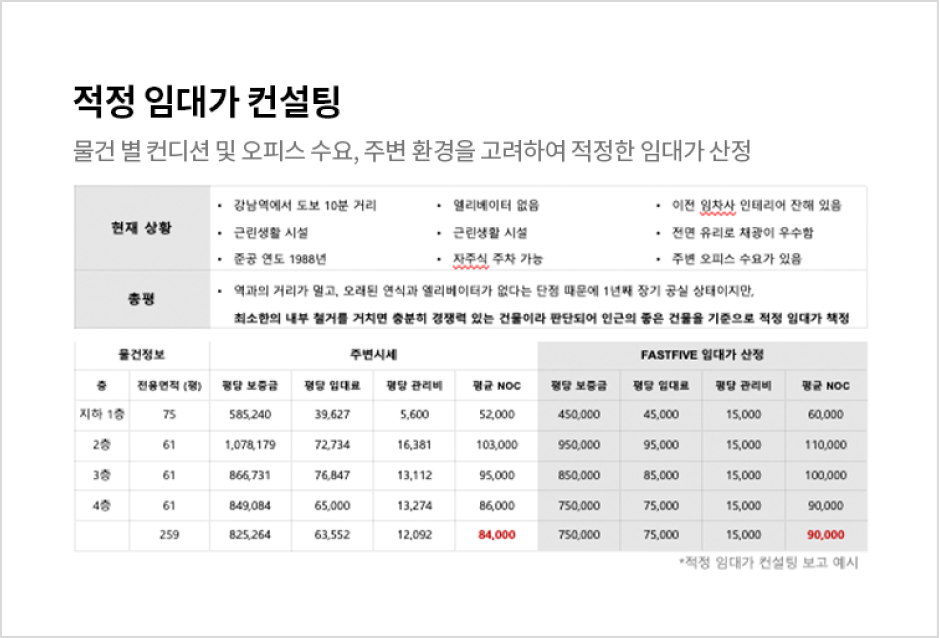 적정 임대가 컨설팅
물건 별 컨디션 및 오피스 수요, 주변 환경을 고려하여 적정한 임대가 산정
현재 상황
• 강남역에서 도보 10분 거리 • 엘리베이터 없음 • 이전 임차사 인테리어 잔해 있음
• 근린생활 시설 • 근린생활 시설 • 전면 유리로 채광이 우수함
• 준공 연도 1988년 • 자주식 주차 가능 • 주변 오피스 수요가 있음
총평
• 역과의 거리가 멀고, 오래된 연식과 엘리베이터가 없다는 단점 때문에 1년째 장기 공실 상태이지만,
최소한의 내부 철거를 거치면 충분히 경쟁력 있는 건물이라 판단되어 인근의 좋은 건물을 기준으로 적정 임대가 책정
물건정보 주변시세 FASTFIVE 임대가 산정
층 전용면적 (평) 평당 보증금 평당 임대료 평당 관리비 평균 NOC 평당 보증금 평당 임대료 평당 관리비 평균 NOC
지하 1층 75 585,240 39,627 5,600 52,000 450,000 45,000 15,000 60,000
2층 61 1,078,179 72,734 16,381 103,000 950,000 95,000 15,000 110,000
3층 61 866,731 76,847 13,112 95,000 850,000 85,000 15,000 100,000
4층 61 849,084 65,000 13,274 86,000 750,000 75,000 15,000 90,000
259 825,264 63,552 12,092 84,000 750,000 75,000 15,000 90,000
*적정 임대가 컨설팅 보고 예시